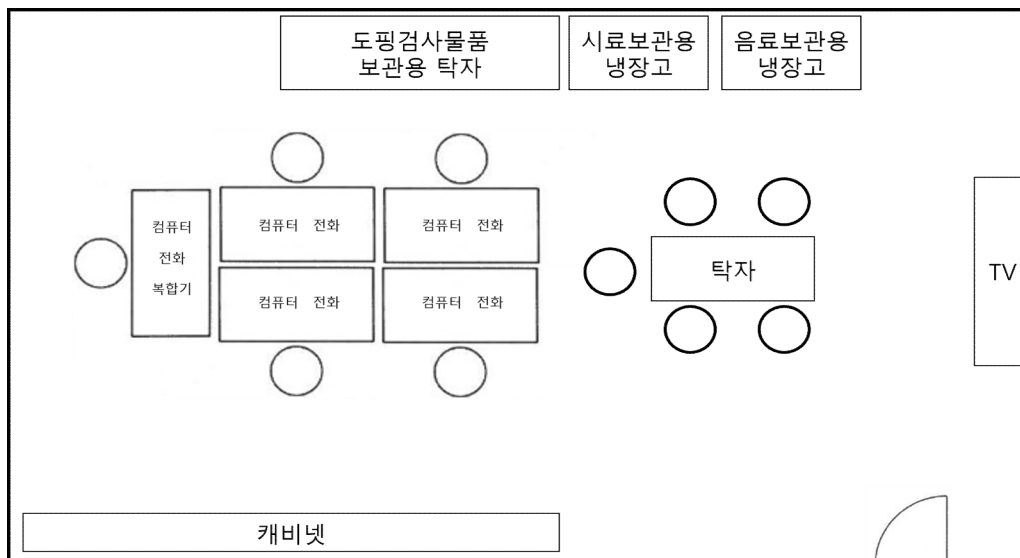 도핑검사물품
보관용 탁자
시료보관용
냉장고
음료보관용
냉장고
컴퓨터
전화
복합기
컴퓨터 전화
컴퓨터 전화
컴퓨터 전화
컴퓨터 전화
탁자
TV
캐비넷